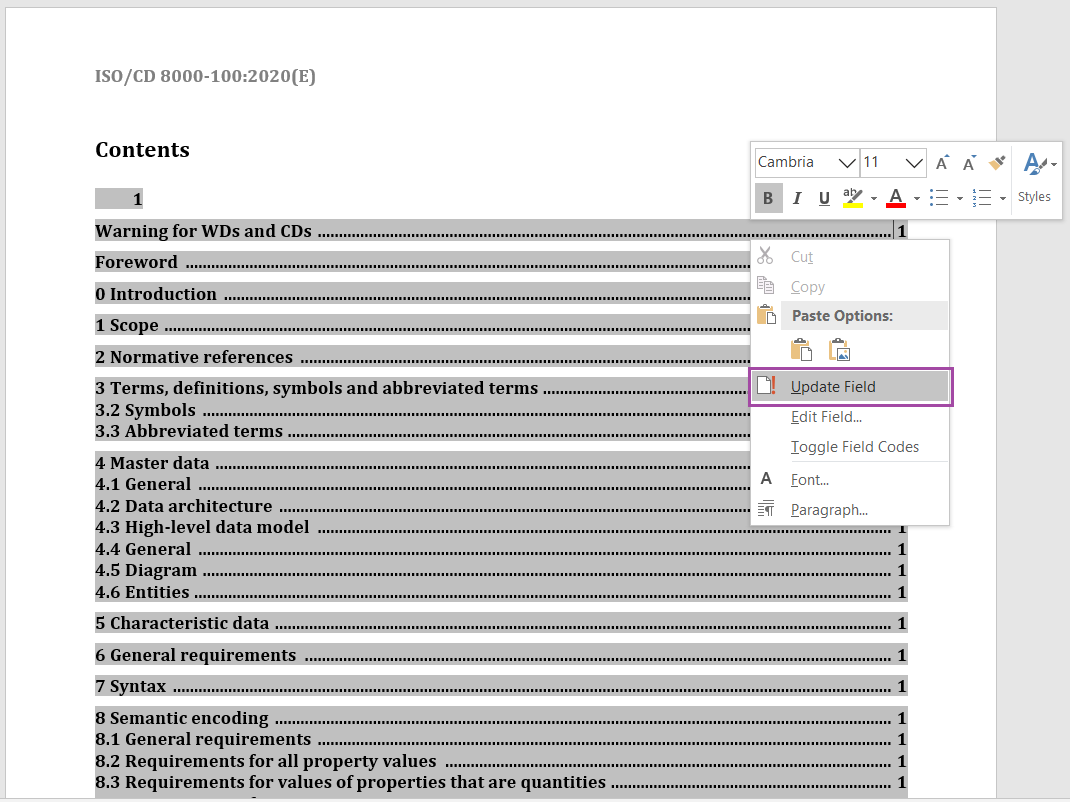 ISO/CD 8000-100:2020(E)
Contents
Cambria 11 A A A
B I U ab A Styles
1
Warning for WDs and CDs ........ 1
Foreword ........
0 Introduction ........
1 Scope ........
2 Normative references ........
3 Terms, definitions, symbols and abbreviated terms ........
3.2 Symbols ........
3.3 Abbreviated terms ........
4 Master data ........
4.1 General ........
4.2 Data architecture ........
4.3 High-level data model ........ 1
4.4 General ........ 1
4.5 Diagram ........ 1
4.6 Entities ........ 1
5 Characteristic data ........ 1
6 General requirements ........ 1
7 Syntax ........ 1
8 Semantic encoding ........ 1
8.1 General requirements ........ 1
8.2 Requirements for all property values ........ 1
8.3 Requirements for values of properties that are quantities ........ 1
Cut
Copy
Paste Options:
Update Field
Edit Field...
Toggle Field Codes
A Font...
Paragraph...